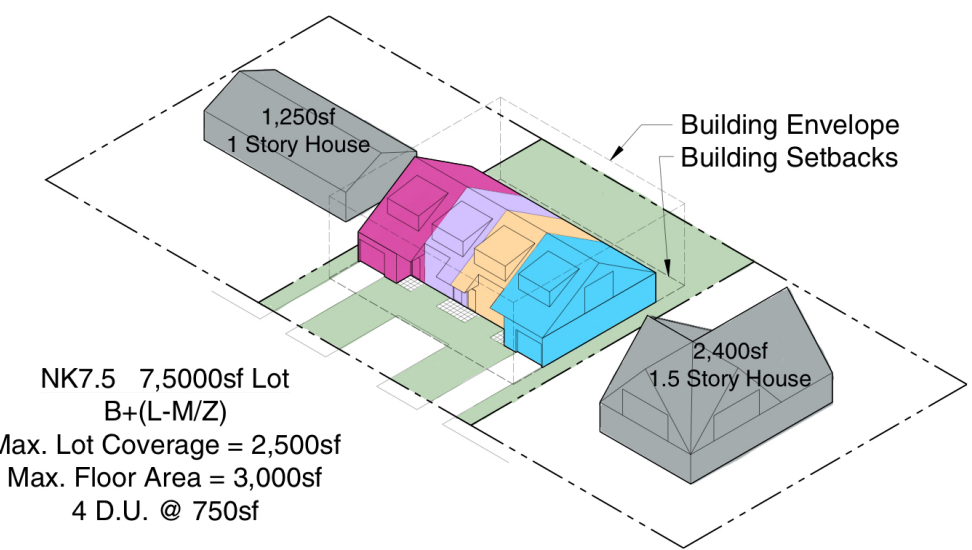 1,250sf
1 Story House
Building Envelope
Building Setbacks
2,400sf
1.5 Story House
NK7.5 7,5000sf Lot
B+(L-M/Z)
Max. Lot Coverage = 2,500sf
Max. Floor Area = 3,000sf
4 D.U. @ 750sf